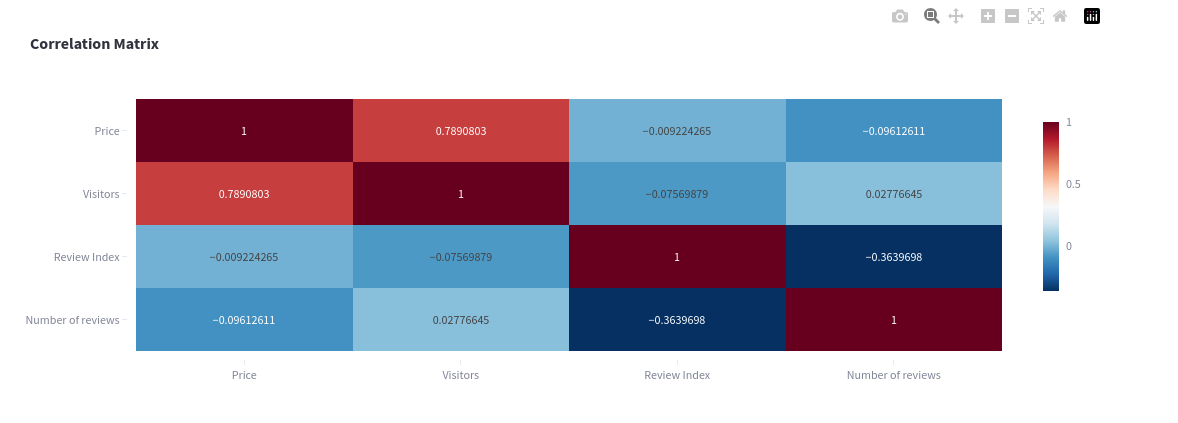 Correlation Matrix
Price
1
0.7890803
−0.009224265
−0.09612611
Visitors
0.7890803
1
−0.07569879
0.02776645
Review Index
−0.009224265
−0.07569879
1
−0.3639698
Number of reviews
−0.09612611
0.02776645
−0.3639698
1
Price
Visitors
Review Index
Number of reviews
1
0.5
0